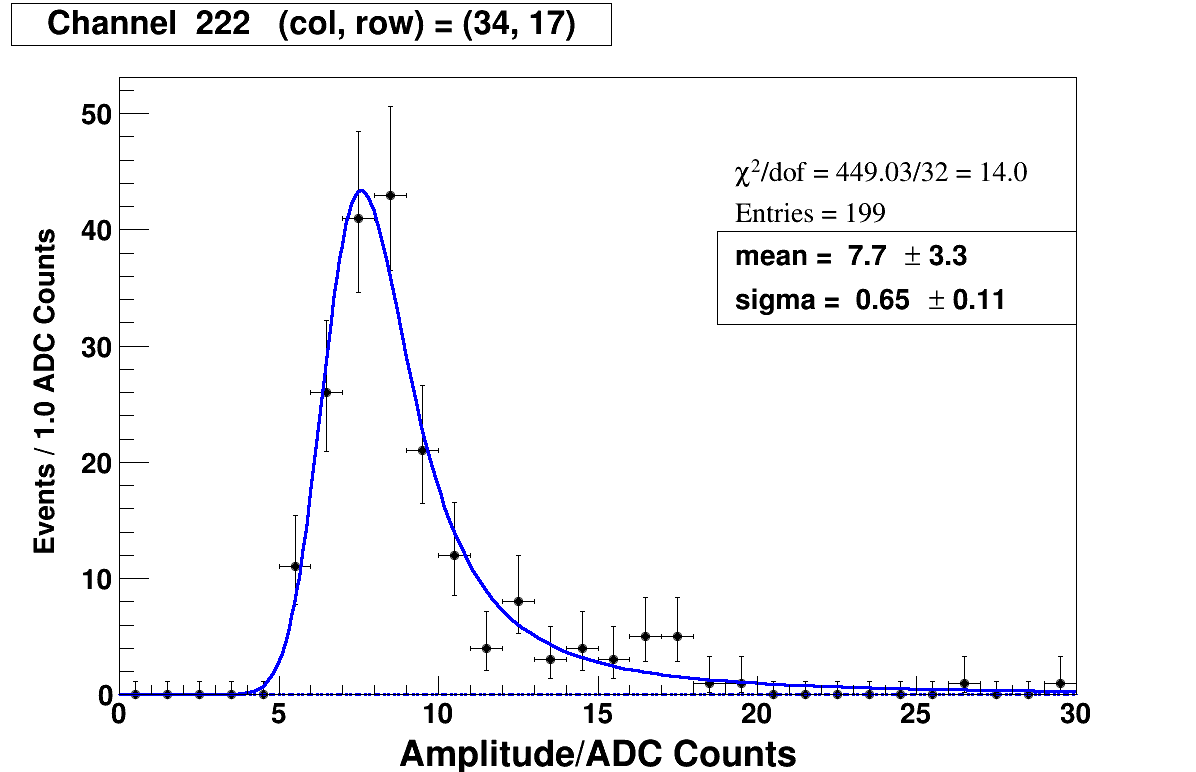 Channel 222 (col, row) = (34, 17)
50
40
30
20
10
0
Events / 1.0 ADC Counts
χ²/dof = 449.03/32 = 14.0
Entries = 199
mean = 7.7 ± 3.3
sigma = 0.65 ± 0.11
0 5 10 15 20 25 30
Amplitude/ADC Counts